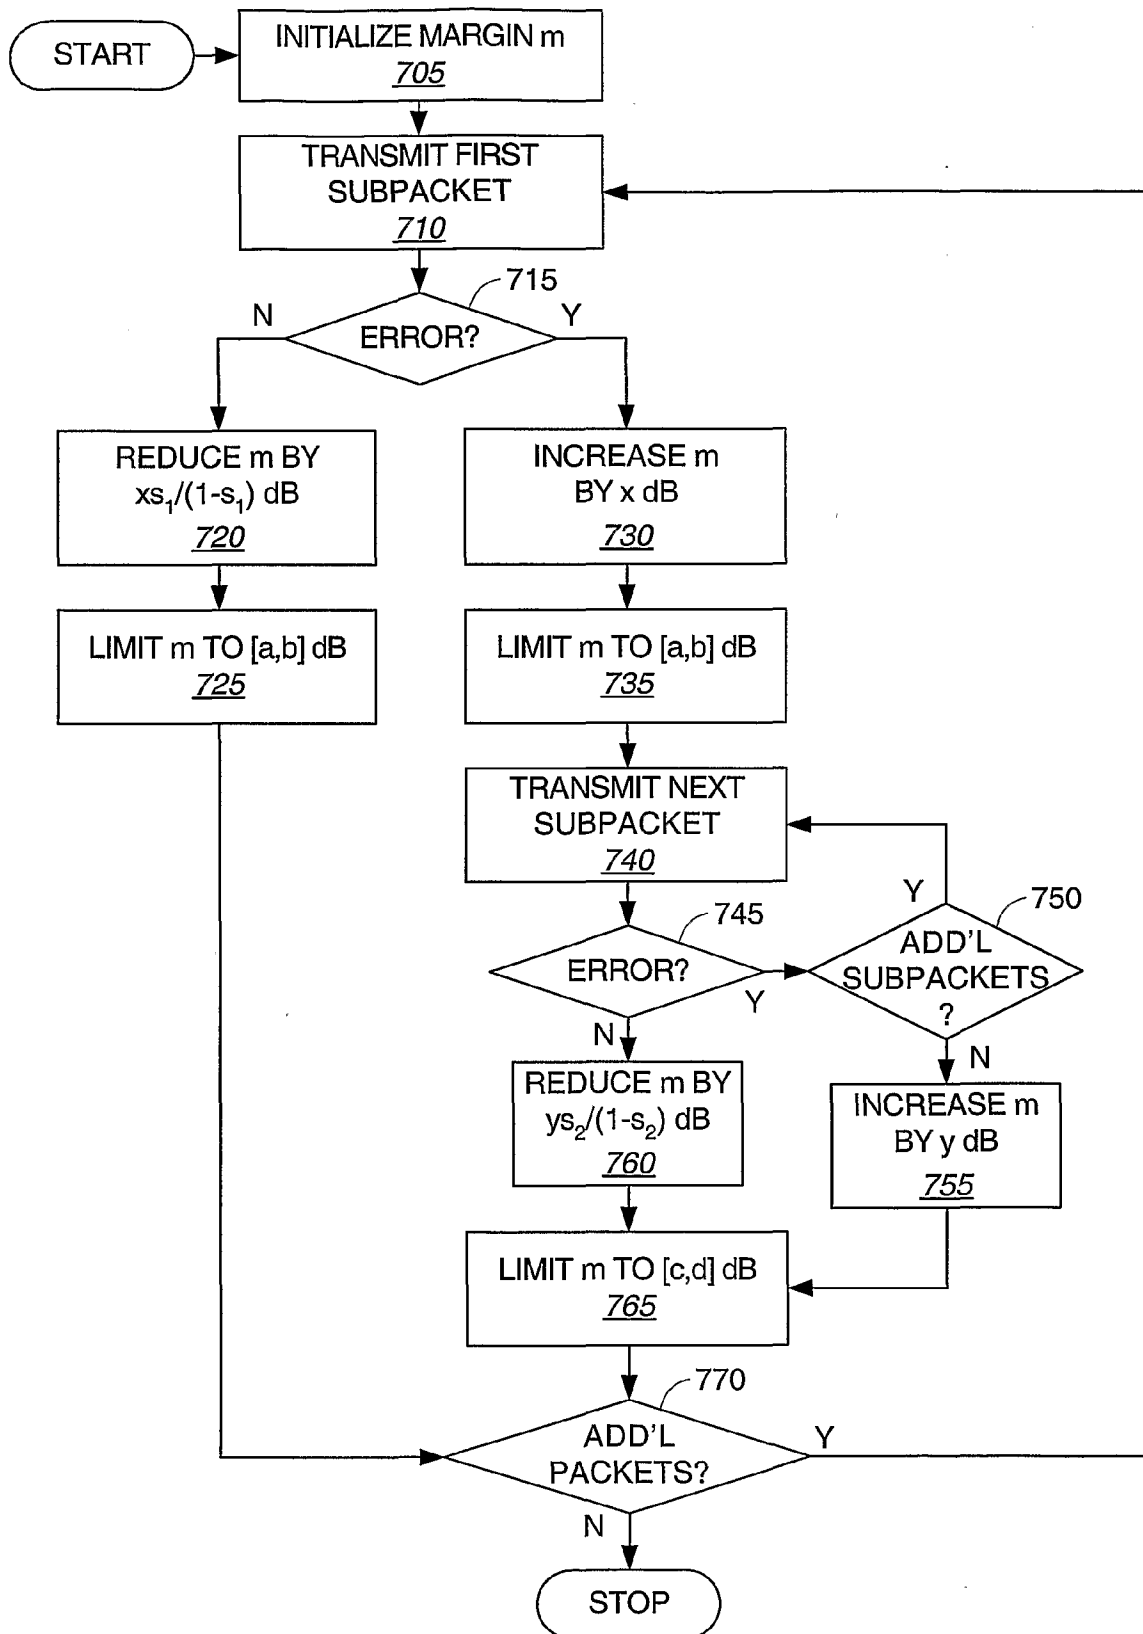 START
INITIALIZE MARGIN m
705
TRANSMIT FIRST
SUBPACKET
710
715
N
Y
ERROR?
REDUCE m BY
xs₁/(1-s₁) dB
720
INCREASE m
BY x dB
730
LIMIT m TO [a,b] dB
725
LIMIT m TO [a,b] dB
735
TRANSMIT NEXT
SUBPACKET
740
745
ERROR?
Y
N
Y
750
ADD'L
SUBPACKETS
?
N
REDUCE m BY
ys₂/(1-s₂) dB
760
INCREASE m
BY y dB
755
LIMIT m TO [c,d] dB
765
770
ADD'L
PACKETS?
Y
N
STOP